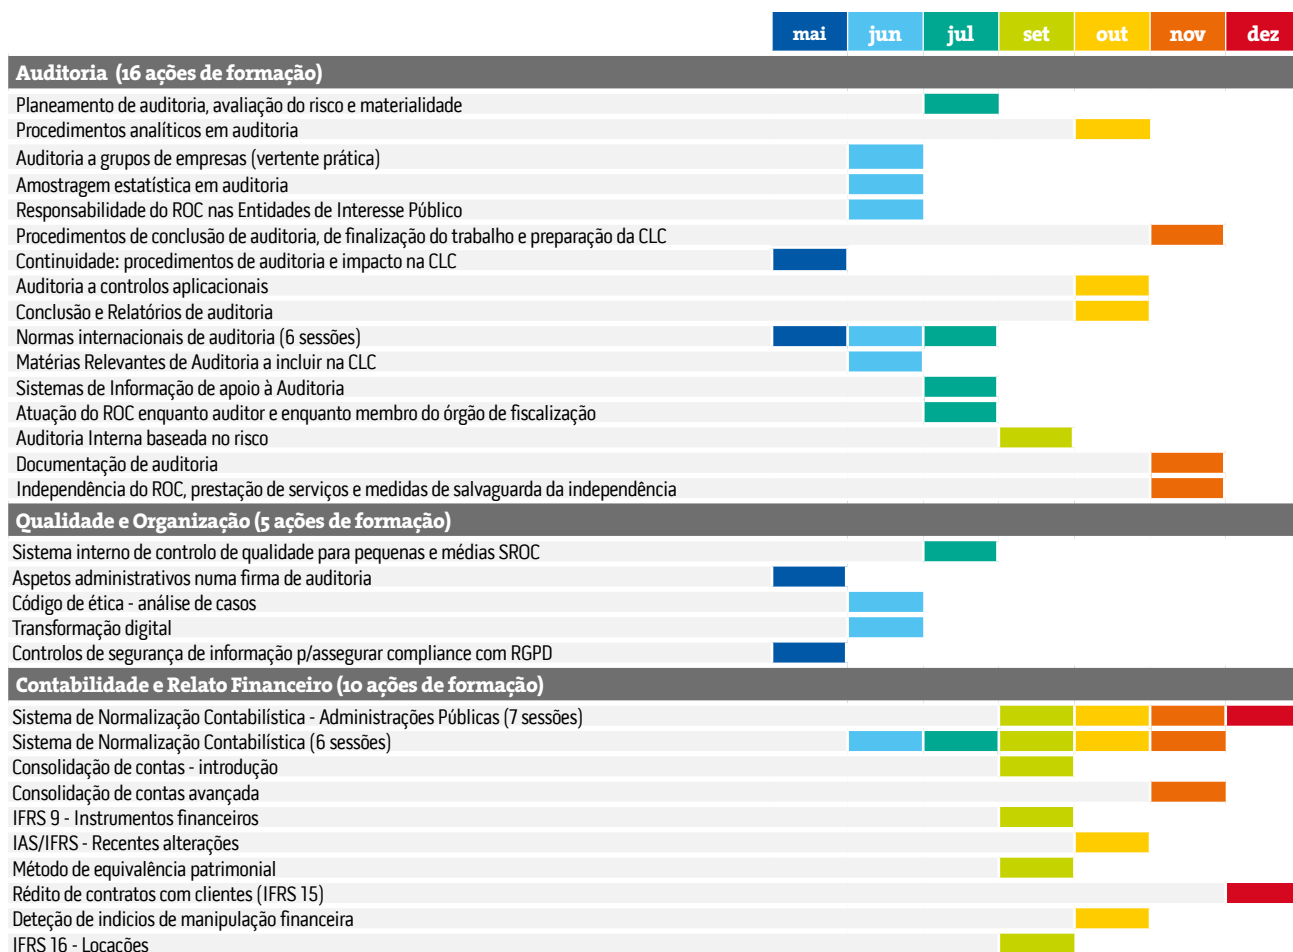 mai jun jul set out nov dez
Auditoria (16 ações de formação)
Planeamento de auditoria, avaliação do risco e materialidade
Procedimentos analíticos em auditoria
Auditoria a grupos de empresas (vertente prática)
Amostragem estatística em auditoria
Responsabilidade do ROC nas Entidades de Interesse Público
Procedimentos de conclusão de auditoria, de finalização do trabalho e preparação da CLC
Continuidade: procedimentos de auditoria e impacto na CLC
Auditoria a controlos aplicacionais
Conclusão e Relatórios de auditoria
Normas internacionais de auditoria (6 sessões)
Matérias Relevantes de Auditoria a incluir na CLC
Sistemas de Informação de apoio à Auditoria
Atuação do ROC enquanto auditor e enquanto membro do órgão de fiscalização
Auditoria Interna baseada no risco
Documentação de auditoria
Independência do ROC, prestação de serviços e medidas de salvaguarda da independência
Qualidade e Organização (5 ações de formação)
Sistema interno de controlo de qualidade para pequenas e médias SROC
Aspetos administrativos numa firma de auditoria
Código de ética - análise de casos
Transformação digital
Controlos de segurança de informação p/assegurar compliance com RGPD
Contabilidade e Relato Financeiro (10 ações de formação)
Sistema de Normalização Contabilística - Administrações Públicas (7 sessões)
Sistema de Normalização Contabilística (6 sessões)
Consolidação de contas - introdução
Consolidação de contas avançada
IFRS 9 - Instrumentos financeiros
IAS/IFRS - Recentes alterações
Método de equivalência patrimonial
Rédito de contratos com clientes (IFRS 15)
Deteção de indicios de manipulação financeira
IFRS 16 - Locações